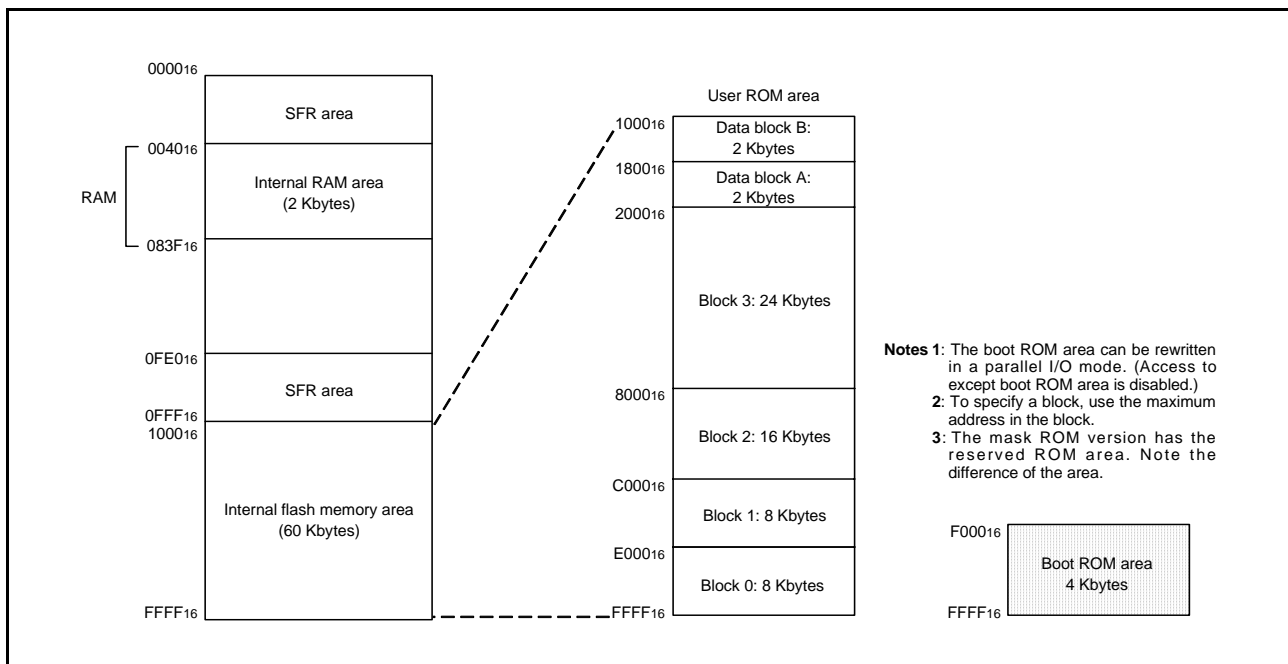 0000₁₆
SFR area
0040₁₆
RAM
Internal RAM area
(2 Kbytes)
083F₁₆
0FE0₁₆
SFR area
0FFF₁₆
1000₁₆
Internal flash memory area
(60 Kbytes)
FFFF₁₆
User ROM area
1000₁₆
Data block B:
2 Kbytes
1800₁₆
Data block A:
2 Kbytes
2000₁₆
Block 3: 24 Kbytes
8000₁₆
Block 2: 16 Kbytes
C000₁₆
Block 1: 8 Kbytes
E000₁₆
Block 0: 8 Kbytes
FFFF₁₆
Notes 1: The boot ROM area can be rewritten
in a parallel I/O mode. (Access to
except boot ROM area is disabled.)
2: To specify a block, use the maximum
address in the block.
3: The mask ROM version has the
reserved ROM area. Note the
difference of the area.
F000₁₆
Boot ROM area
4 Kbytes
FFFF₁₆